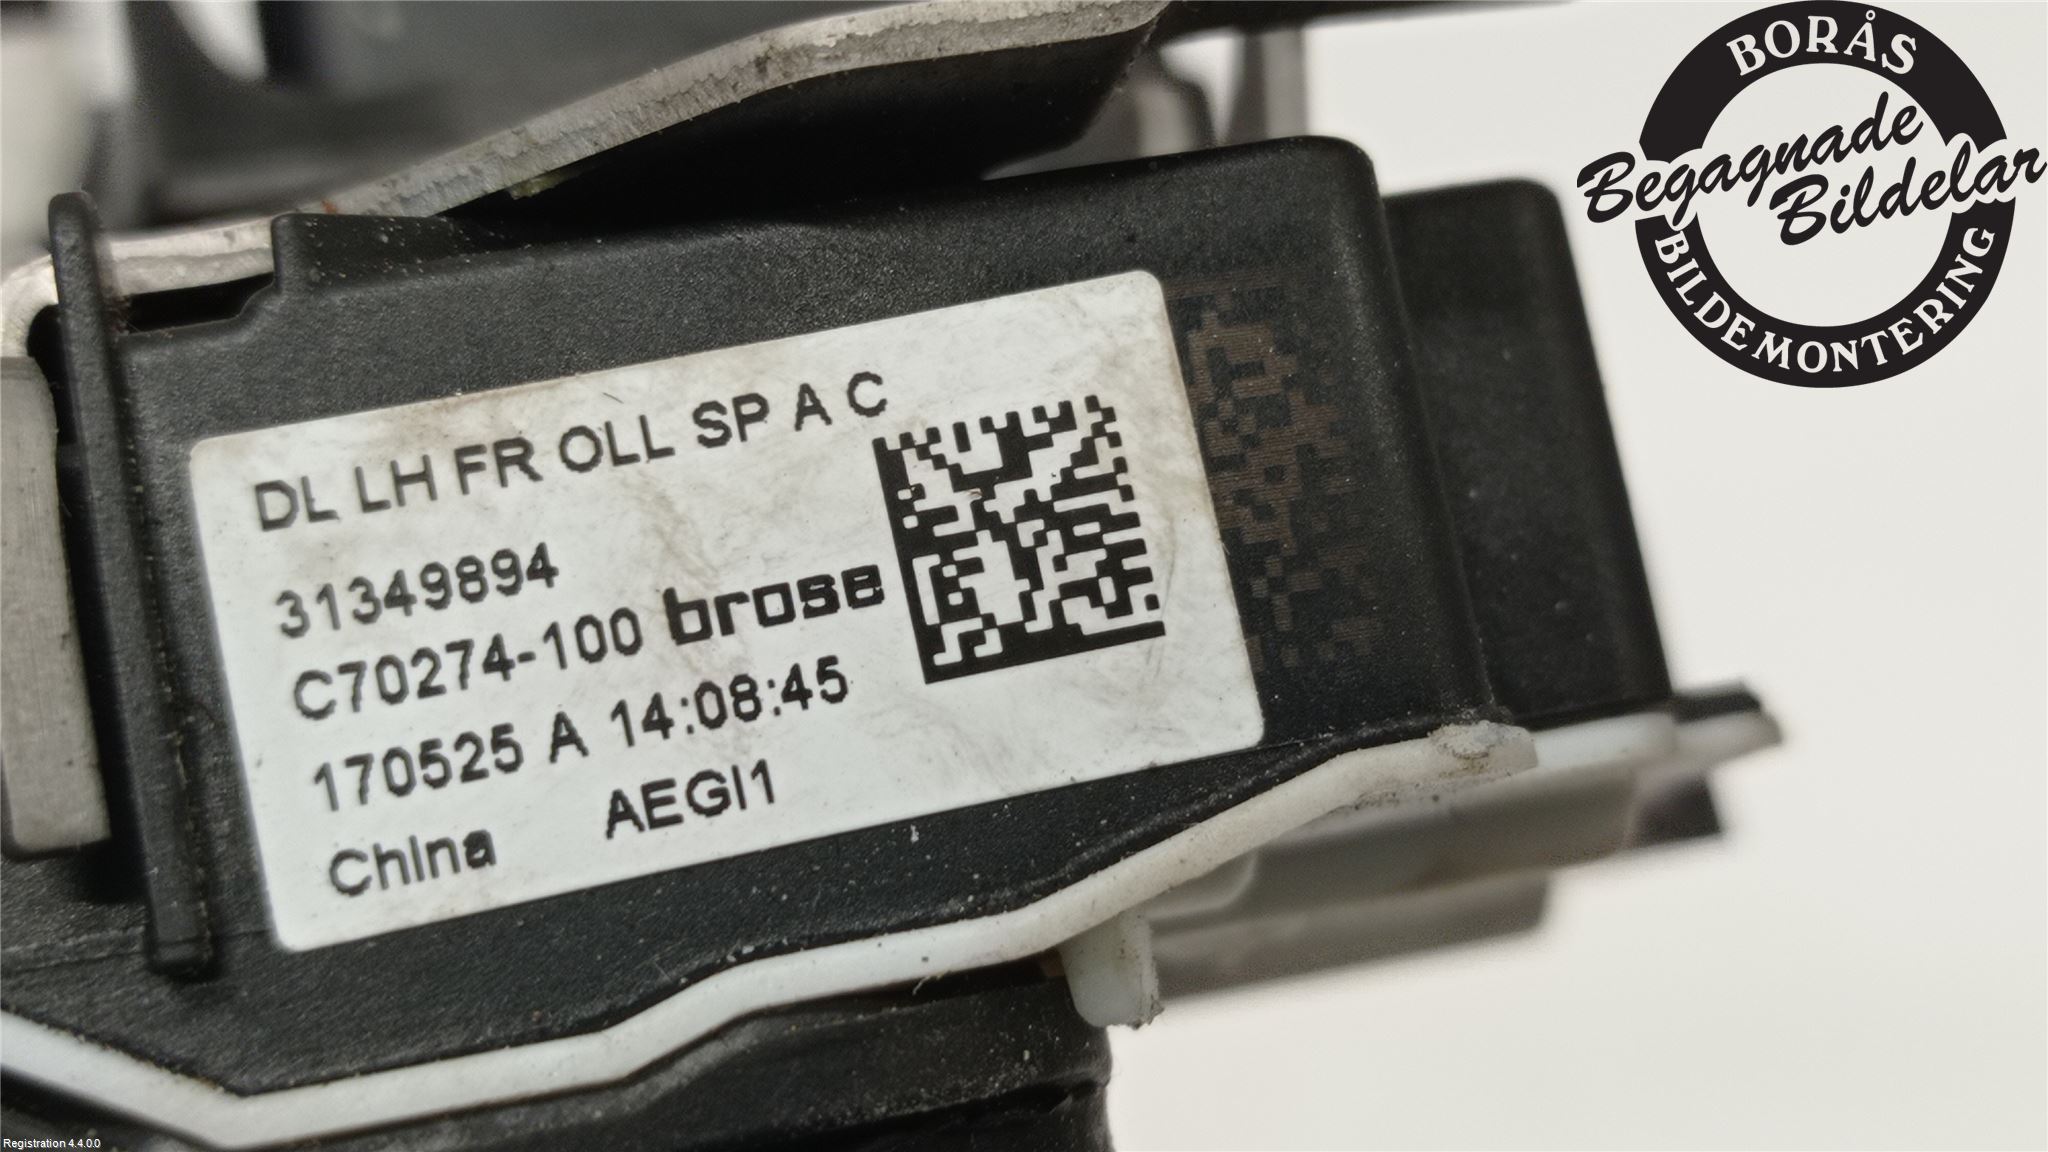 BORÅS
Begagnade
Bildelar
BILDEMONTERING
DL LH FR OLL SP A C
31349894
C70274-100 brose
170525 A 14:08:45
China AEGI1
Registration 4.4.0.0